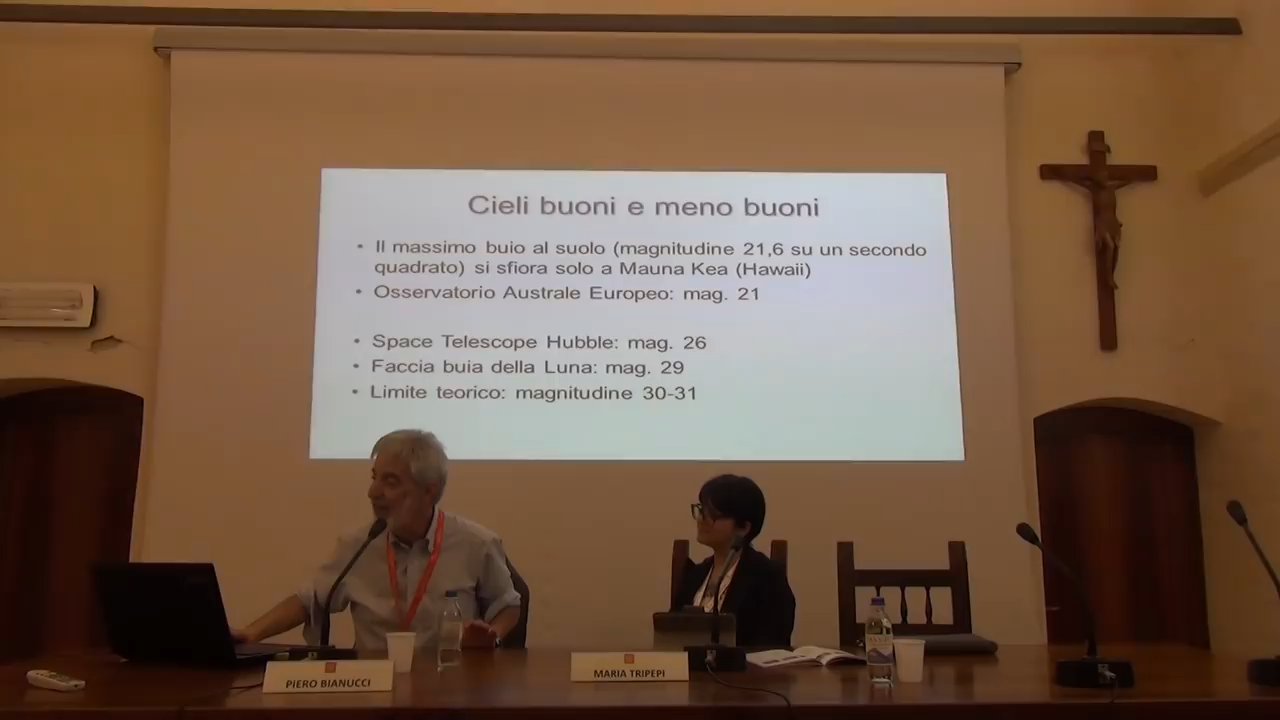 Cieli buoni e meno buoni
• Il massimo buio al suolo (magnitudine 21,6 su un secondo
quadrato) si sfiora solo a Mauna Kea (Hawaii)
• Osservatorio Australe Europeo: mag. 21
• Space Telescope Hubble: mag. 26
• Faccia buia della Luna: mag. 29
• Limite teorico: magnitudine 30-31
PIERO BIANUCCI
MARIA TRIPEPI